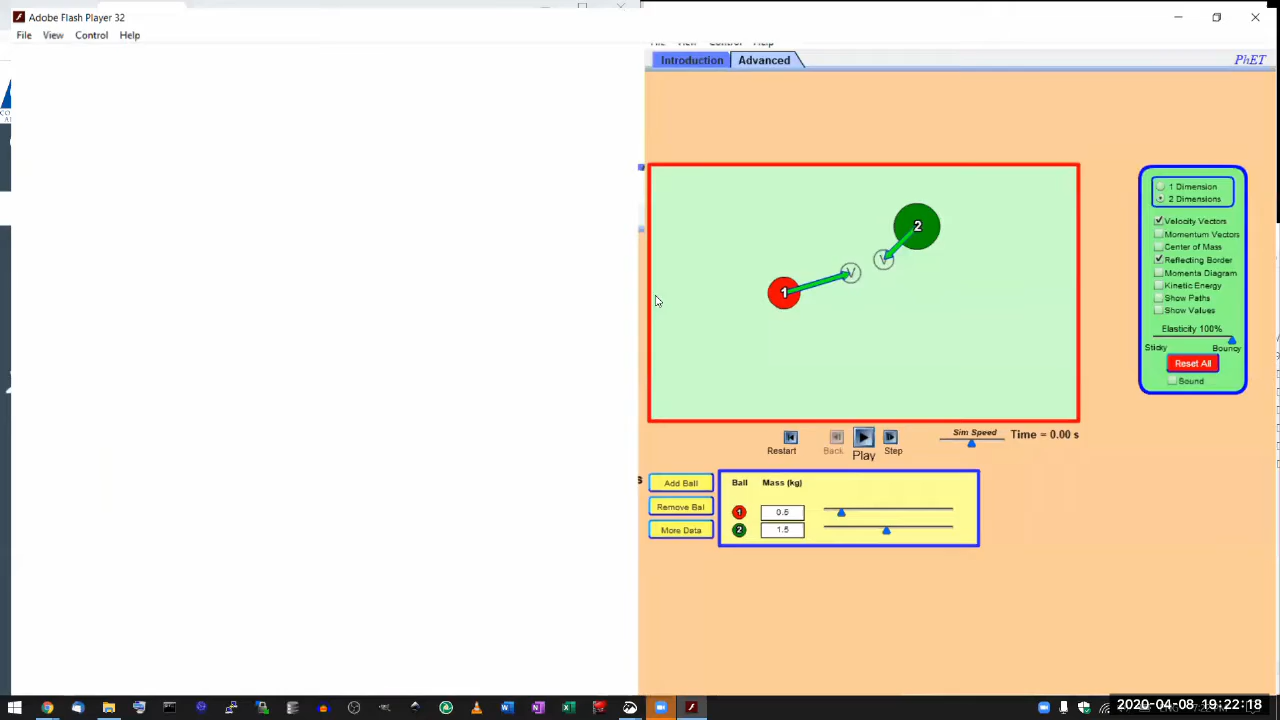 Adobe Flash Player 32
File View Control Help
Introduction Advanced PhET
2
V
V
1
1 Dimension
2 Dimensions
Velocity Vectors
Momentum Vectors
Center of Mass
Reflecting Border
Momenta Diagram
Kinetic Energy
Show Paths
Show Values
Elasticity 100%
Sticky Bouncy
Reset All
Sound
Restart Back Play Step
Sim Speed
Time = 0.00 s
Add Ball
Remove Bal
More Data
Ball Mass (kg)
1 0.5
2 1.5
2020-04-08 19:22:18